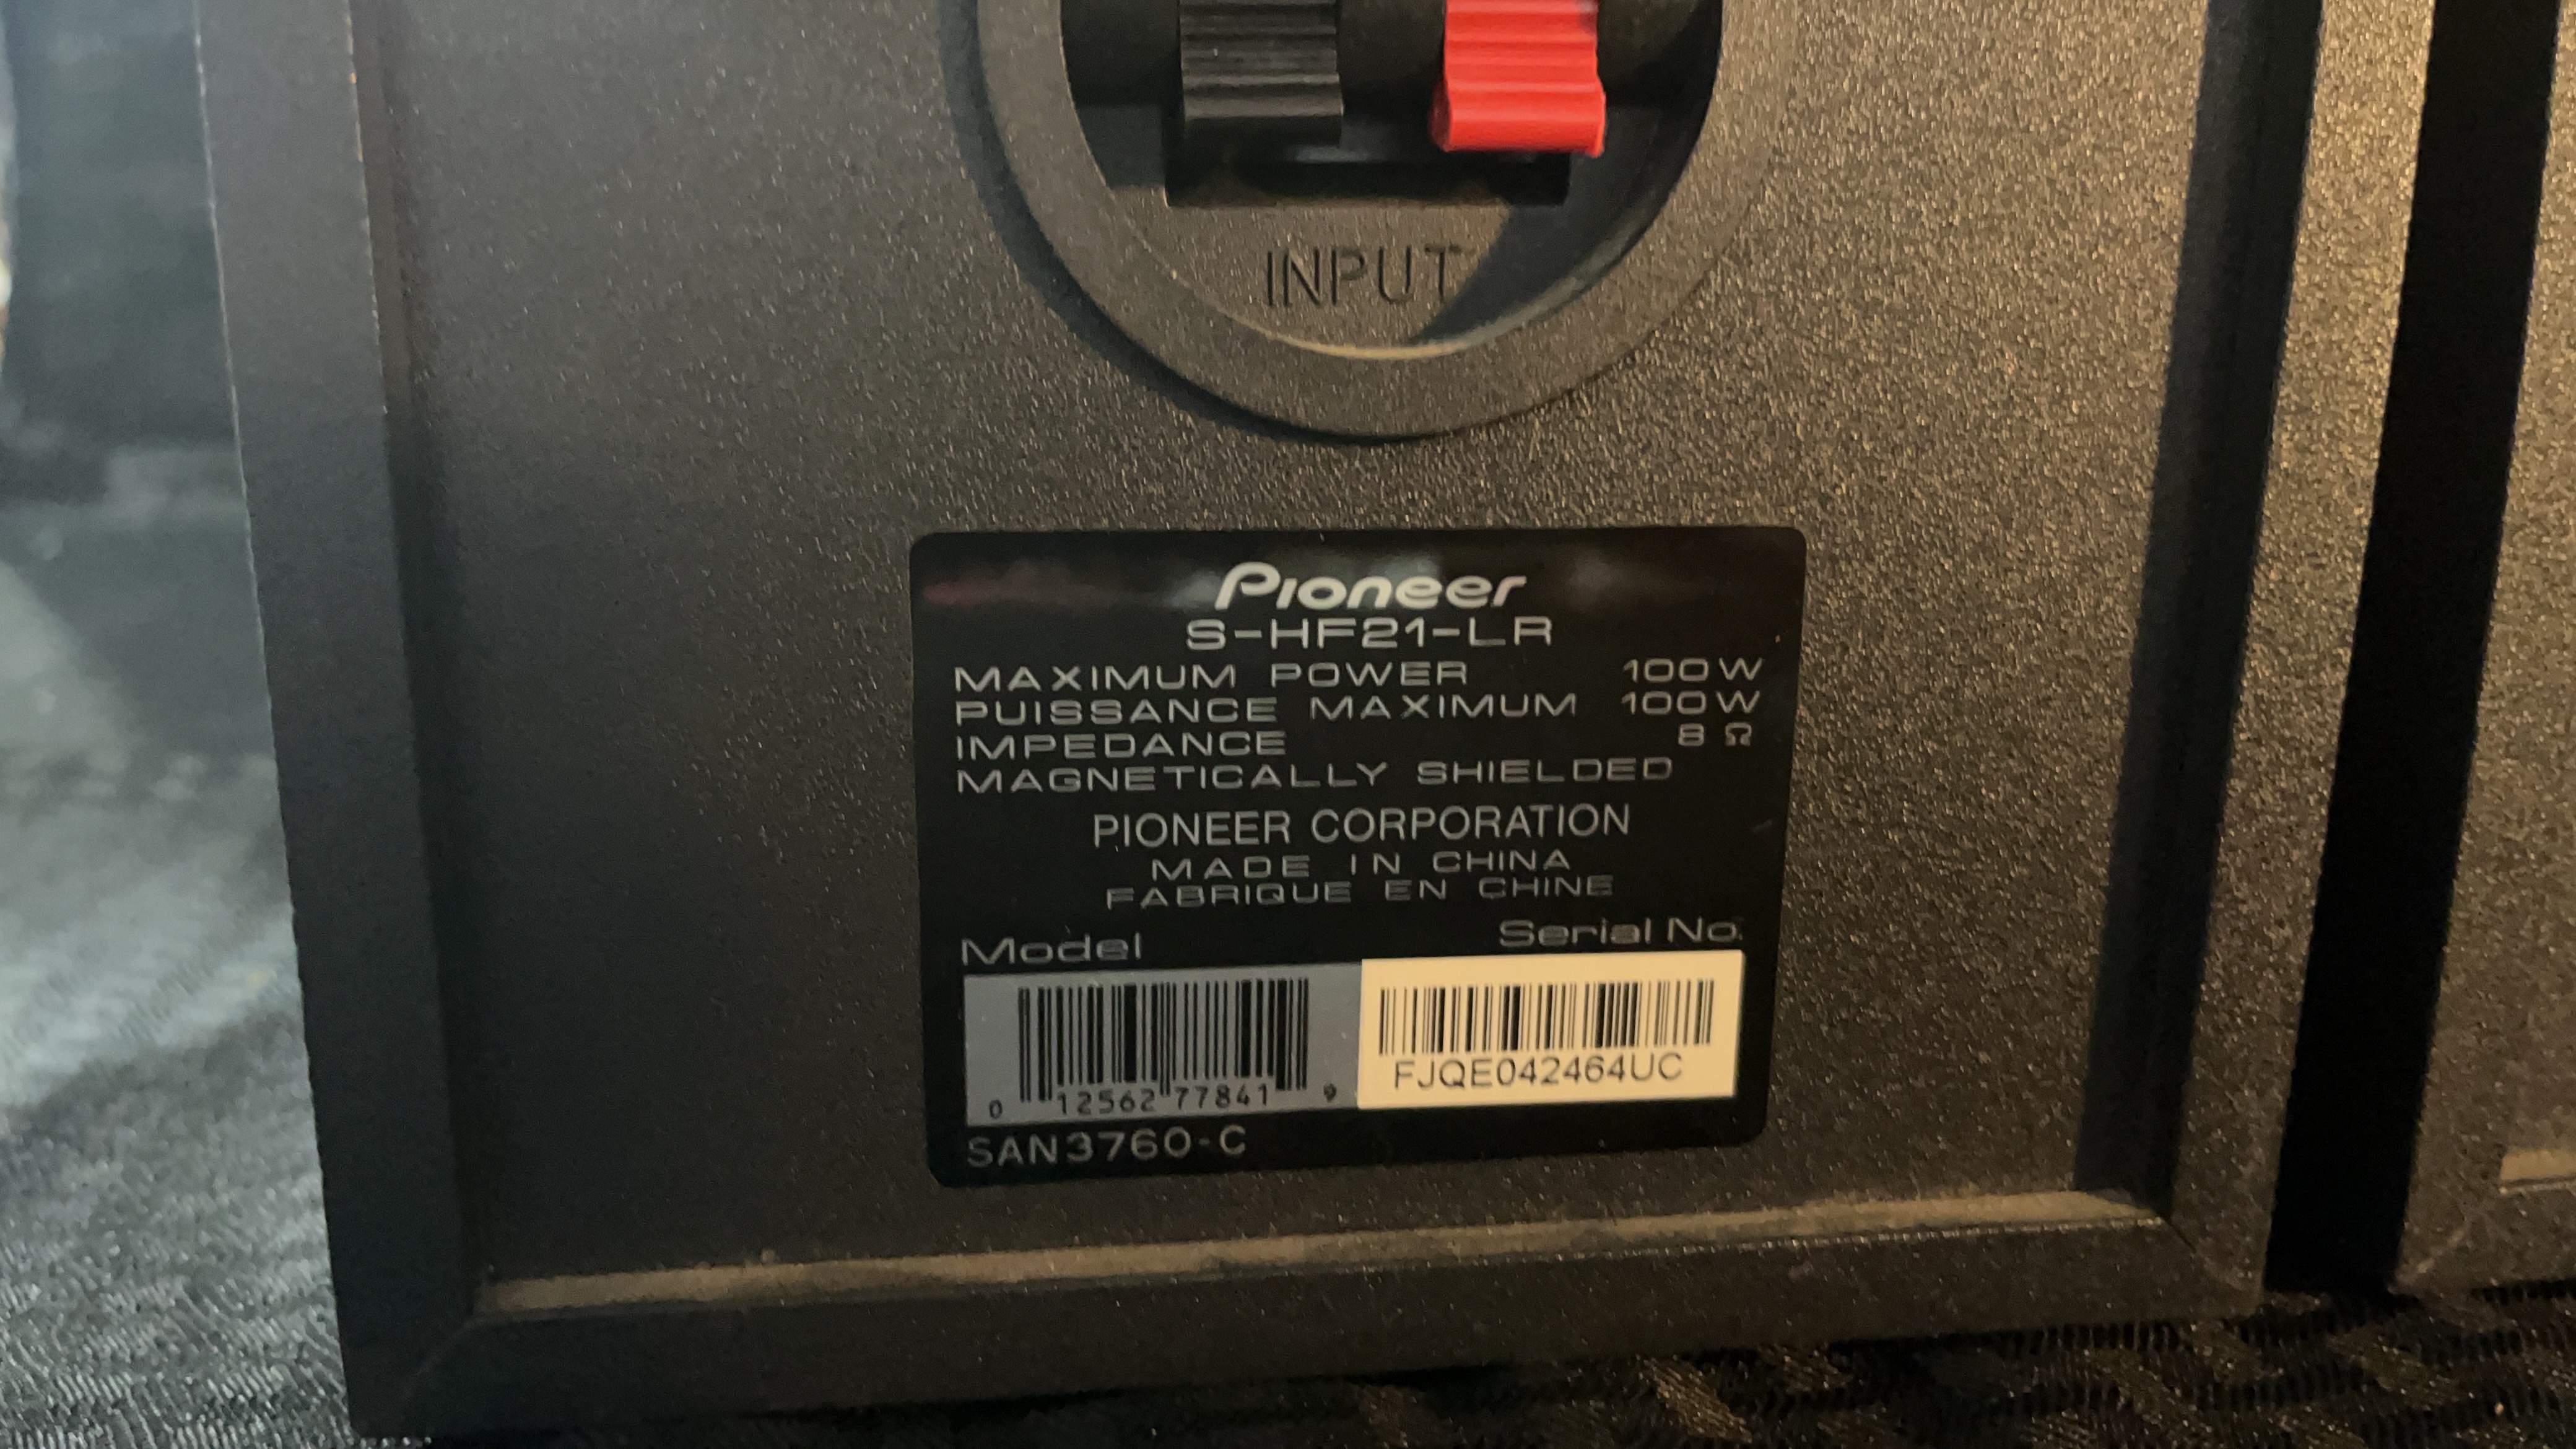 INPUT
Pioneer
S-HF21-LR
MAXIMUM POWER 100W
PUISSANCE MAXIMUM 100W
IMPEDANCE 8 Ω
MAGNETICALLY SHIELDED
PIONEER CORPORATION
MADE IN CHINA
FABRIQUE EN CHINE
Model Serial No.
0 12562 77841 9
FJQE042464UC
SAN3760-C